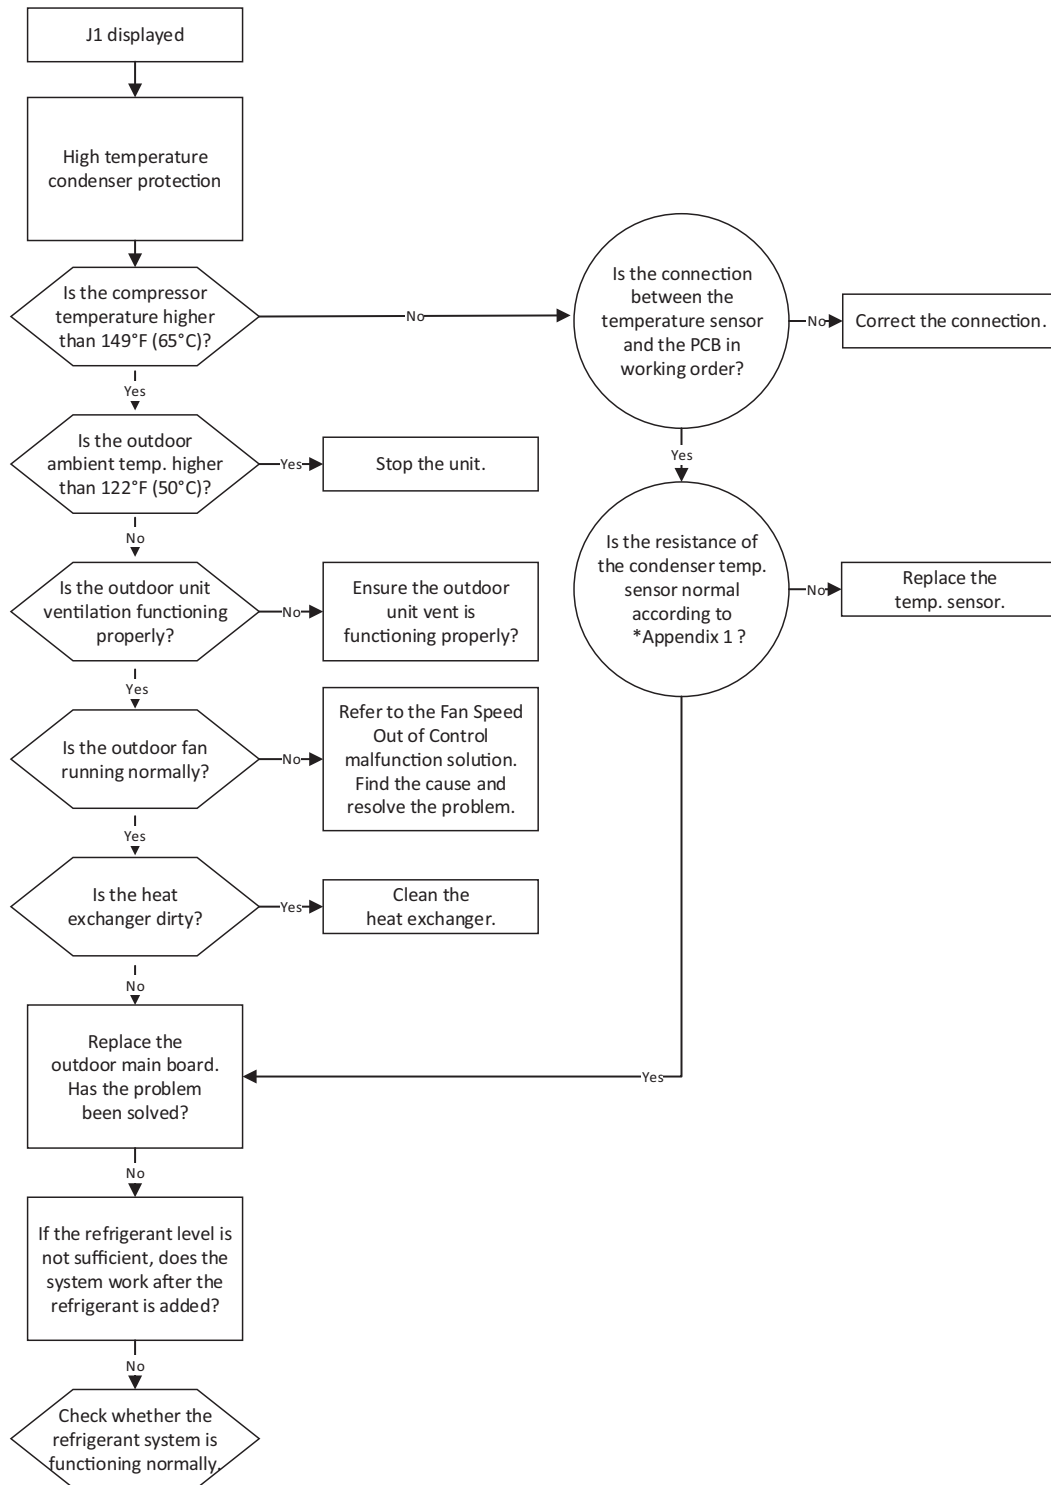 J1 displayed
High temperature
condenser protection
Is the compressor
temperature higher
than 149°F (65°C)?
No
Is the connection
between the
temperature sensor
and the PCB in
working order?
No
Correct the connection.
Yes
Is the outdoor
ambient temp. higher
than 122°F (50°C)?
Yes
Stop the unit.
Yes
No
Is the resistance of
the condenser temp.
sensor normal
according to
*Appendix 1 ?
No
Replace the
temp. sensor.
Is the outdoor unit
ventilation functioning
properly?
No
Ensure the outdoor
unit vent is
functioning properly?
Yes
Is the outdoor fan
running normally?
No
Refer to the Fan Speed
Out of Control
malfunction solution.
Find the cause and
resolve the problem.
Yes
Is the heat
exchanger dirty?
Yes
Clean the
heat exchanger.
No
Replace the
outdoor main board.
Has the problem
been solved?
Yes
No
If the refrigerant level is
not sufficient, does the
system work after the
refrigerant is added?
No
Check whether the
refrigerant system is
functioning normally.